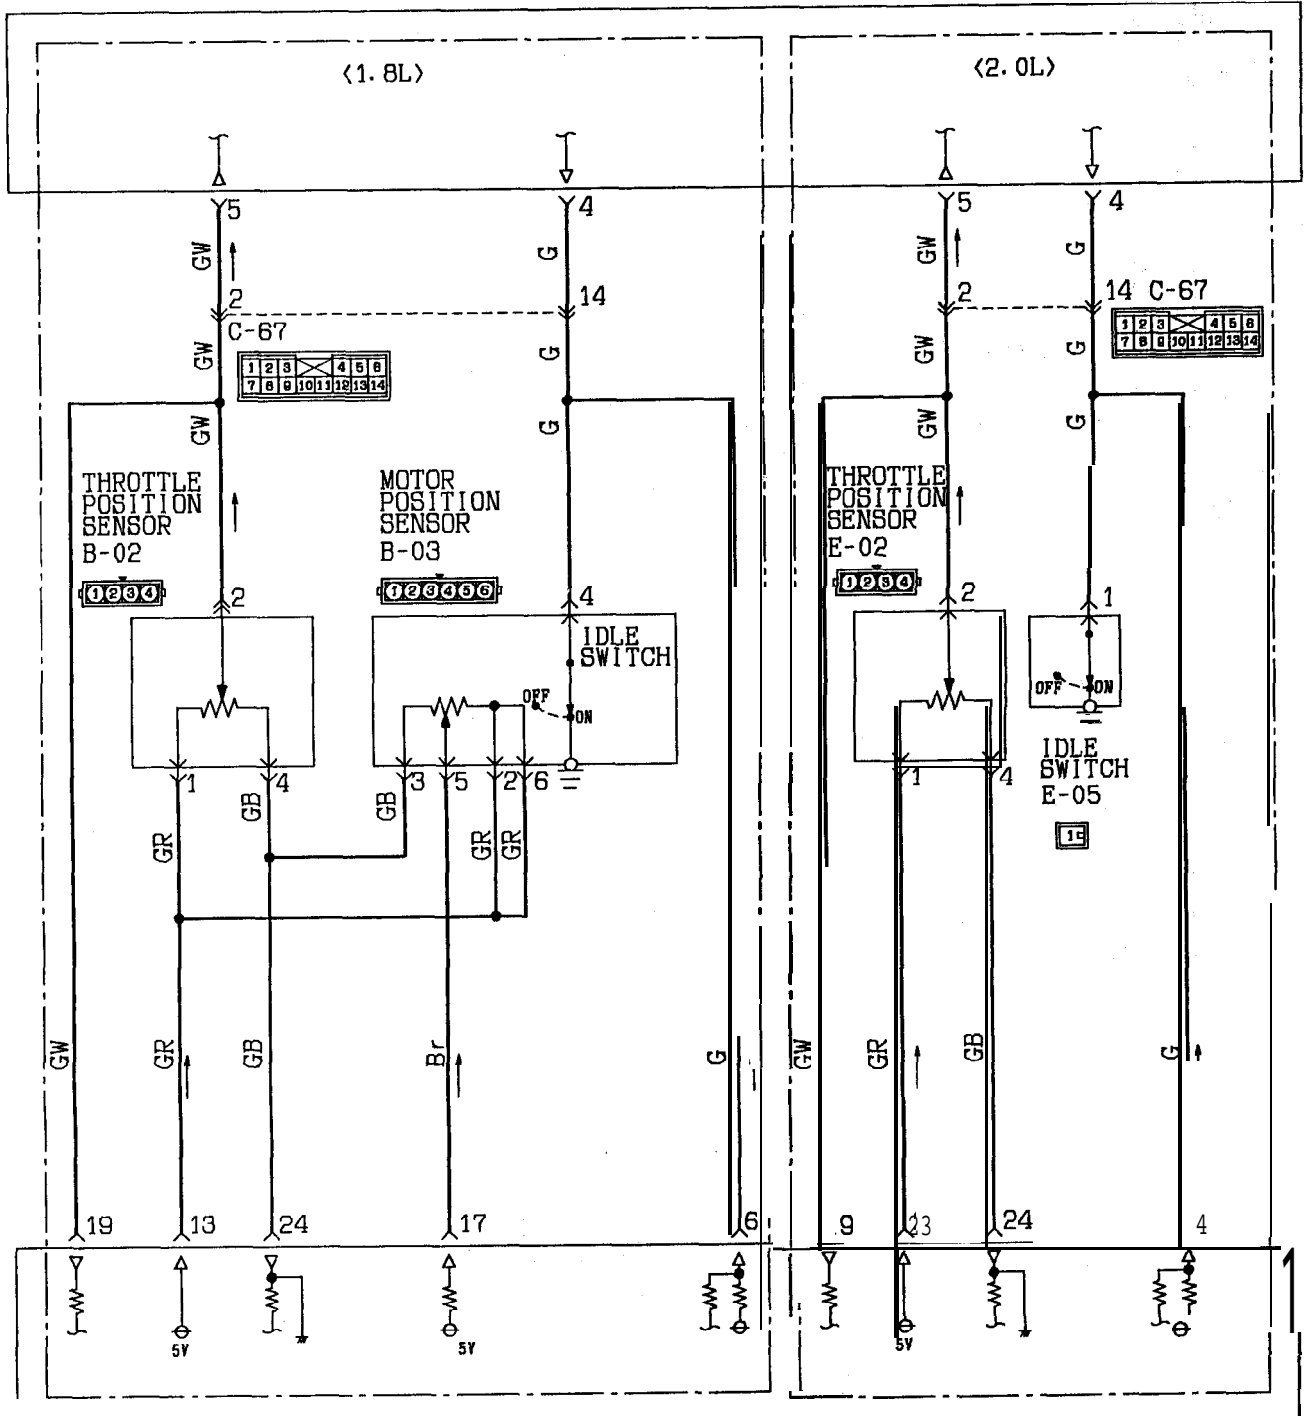 <1.8L>
<2.0L>
5
4
5
4
GW
G
GW
G
2
14
2
14 C-67
C-67
1 2 3 4 5 6
7 8 9 10 11 12 13 14
1 2 3 4 5 6
7 8 9 10 11 12 13 14
GW
G
GW
G
GW
G
GW
G
THROTTLE
POSITION
SENSOR
B-02
1 2 3 4
MOTOR
POSITION
SENSOR
B-03
1 2 3 4 5 6
THROTTLE
POSITION
SENSOR
E-02
1 2 3 4
2
4
2
1
IDLE
SWITCH
OFF
ON
OFF
ON
1
4
3
5
2
6
1
4
IDLE
SWITCH
E-05
1
GR
GB
GB
GR
GR
GW
GR
GB
Br
G
GW
GR
GB
G
19
13
24
17
6
9
23
24
4
5V
5V
5V